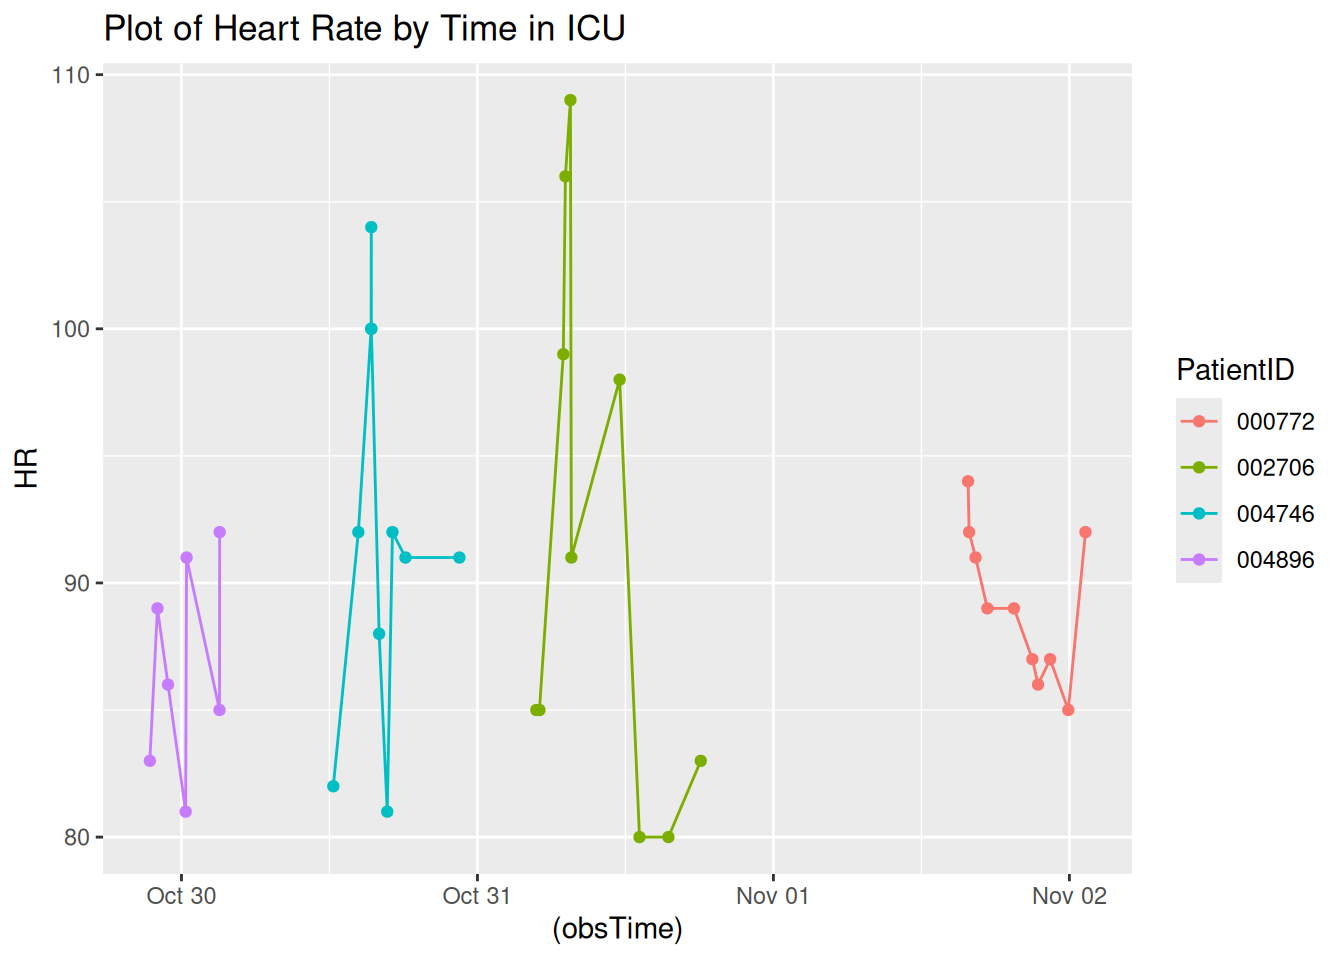 Plot of Heart Rate by Time in ICU
110
100
90
80
HR
Oct 30
Oct 31
Nov 01
Nov 02
(obsTime)
PatientID
000772
002706
004746
004896